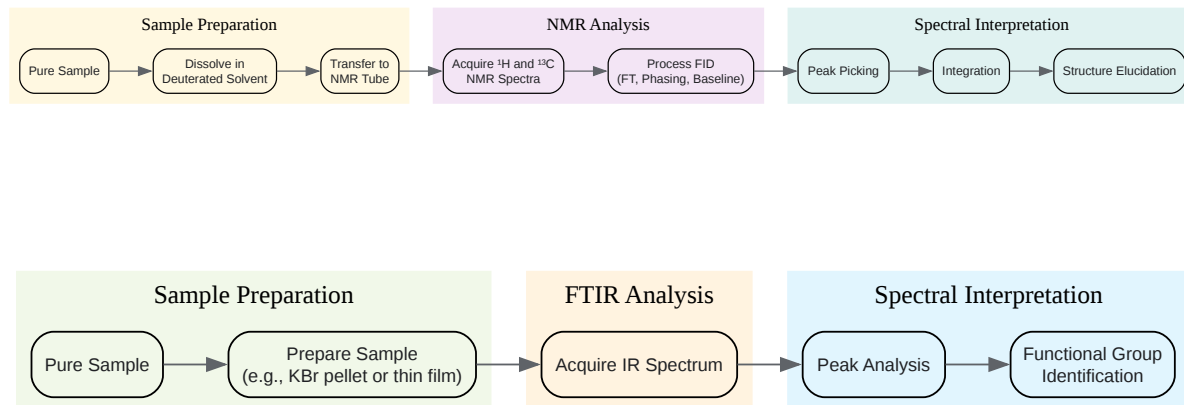 Sample Preparation
NMR Analysis
Spectral Interpretation
Pure Sample
Dissolve in
Deuterated Solvent
Transfer to
NMR Tube
Acquire ¹H and ¹³C
NMR Spectra
Process FID
(FT, Phasing, Baseline)
Peak Picking
Integration
Structure Elucidation
Sample Preparation
FTIR Analysis
Spectral Interpretation
Pure Sample
Prepare Sample
(e.g., KBr pellet or thin film)
Acquire IR Spectrum
Peak Analysis
Functional Group
Identification